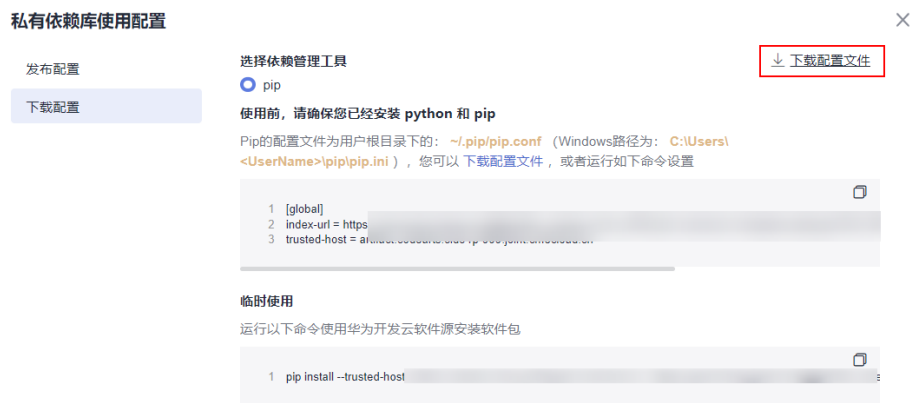 私有依赖库使用配置
发布配置
下载配置
选择依赖管理工具
下载配置文件
pip
使用前，请确保您已经安装 python 和 pip
Pip的配置文件为用户根目录下的： ~/.pip/pip.conf （Windows路径为： C:\Users\
<UserName>\pip\pip.ini ），您可以 下载配置文件 ，或者运行如下命令设置
1 [global]
2 index-url = https
3 trusted-host =
临时使用
运行以下命令使用华为开发云软件源安装软件包
1 pip install --trusted-host